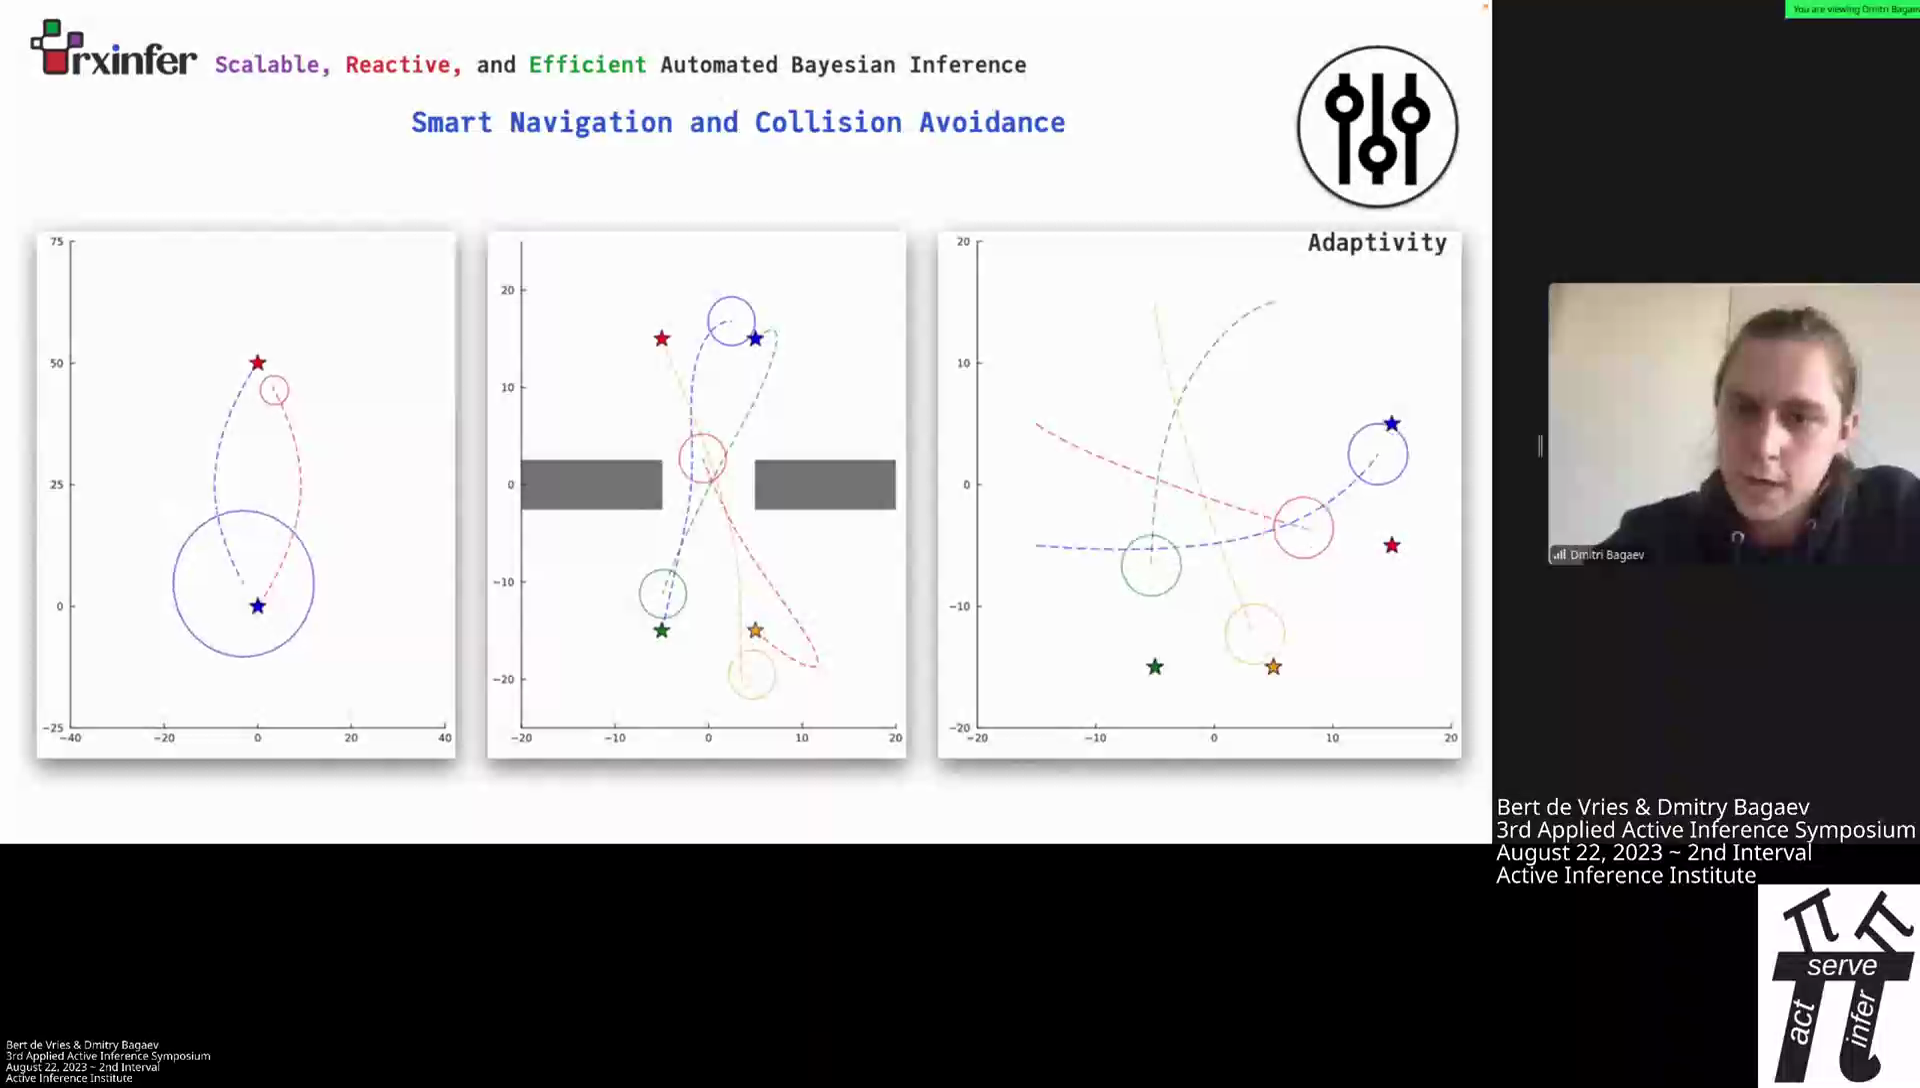 You are viewing Dmitri Bagaev
rxinfer Scalable, Reactive, and Efficient Automated Bayesian Inference
Smart Navigation and Collision Avoidance
Adaptivity
75
50
25
0
−25
−40 −20 0 20 40
20
10
0
−10
−20
−20 −10 0 10 20
20
10
0
−10
−20
−20 −10 0 10 20
Dmitri Bagaev
Bert de Vries & Dmitry Bagaev
3rd Applied Active Inference Symposium
August 22, 2023 ~ 2nd Interval
Active Inference Institute
serve
act
infer
Bert de Vries & Dmitry Bagaev
3rd Applied Active Inference Symposium
August 22, 2023 ~ 2nd Interval
Active Inference Institute